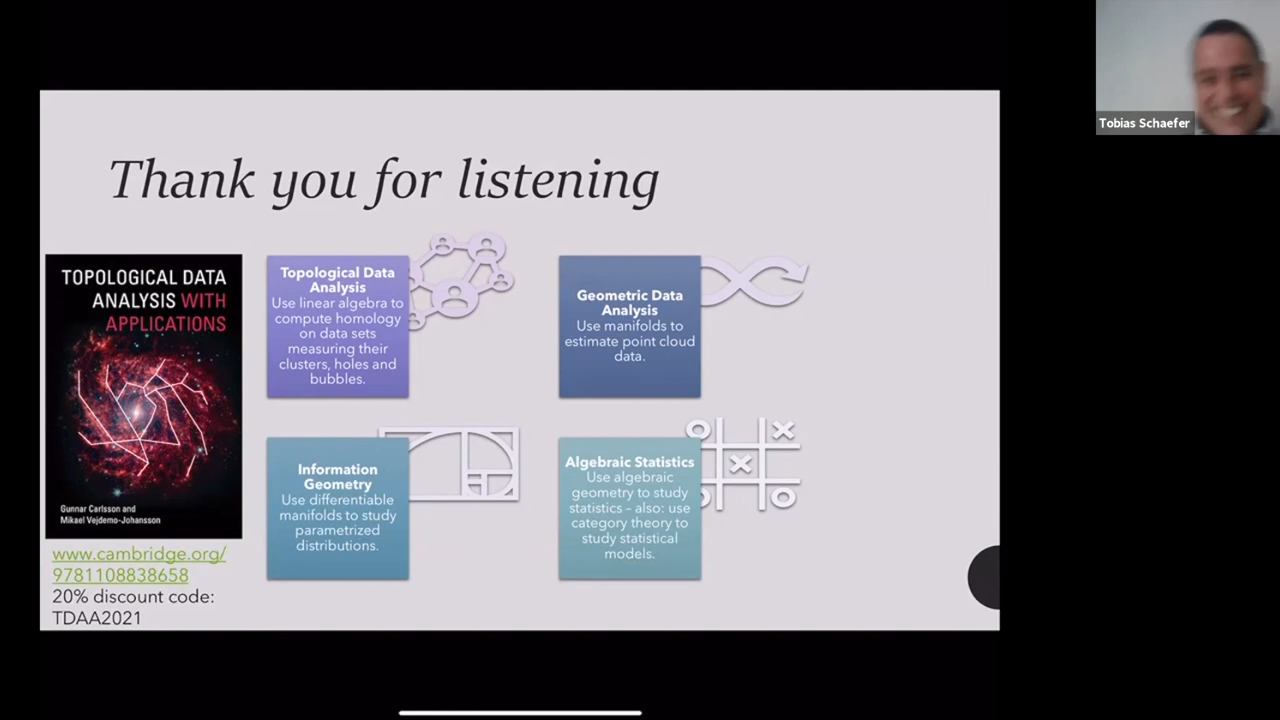 Tobias Schaefer
Thank you for listening
TOPOLOGICAL DATA
ANALYSIS WITH
APPLICATIONS
Gunnar Carlsson and
Mikael Vejdemo-Johansson
www.cambridge.org/
9781108838658
20% discount code:
TDAA2021
Topological Data
Analysis
Use linear algebra to
compute homology
on data sets
measuring their
clusters, holes and
bubbles.
Geometric Data
Analysis
Use manifolds to
estimate point cloud
data.
Information
Geometry
Use differentiable
manifolds to study
parametrized
distributions.
Algebraic Statistics
Use algebraic
geometry to study
statistics – also: use
category theory to
study statistical
models.